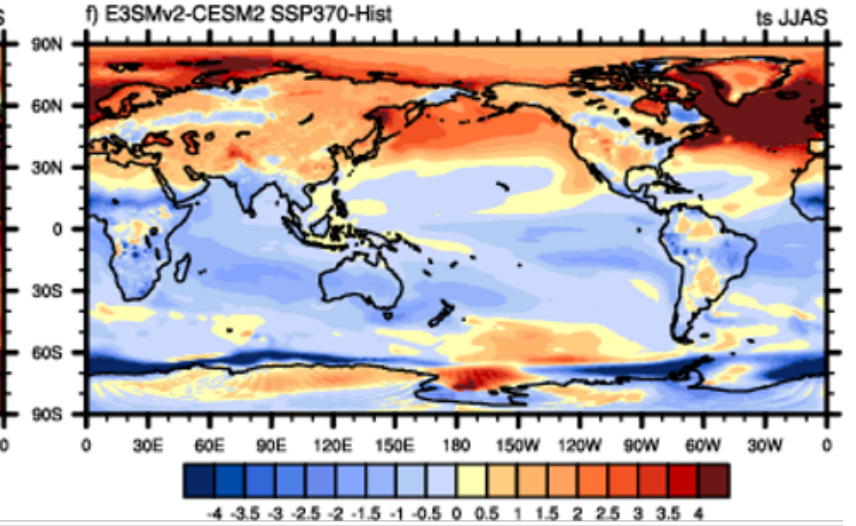 S
f) E3SMv2-CESM2 SSP370-Hist
ts JJAS
90N
60N
30N
0
30S
60S
90S
0
0 30E 60E 90E 120E 150E 180 150W 120W 90W 60W 30W 0
-4 -3.5 -3 -2.5 -2 -1.5 -1 -0.5 0 0.5 1 1.5 2 2.5 3 3.5 4